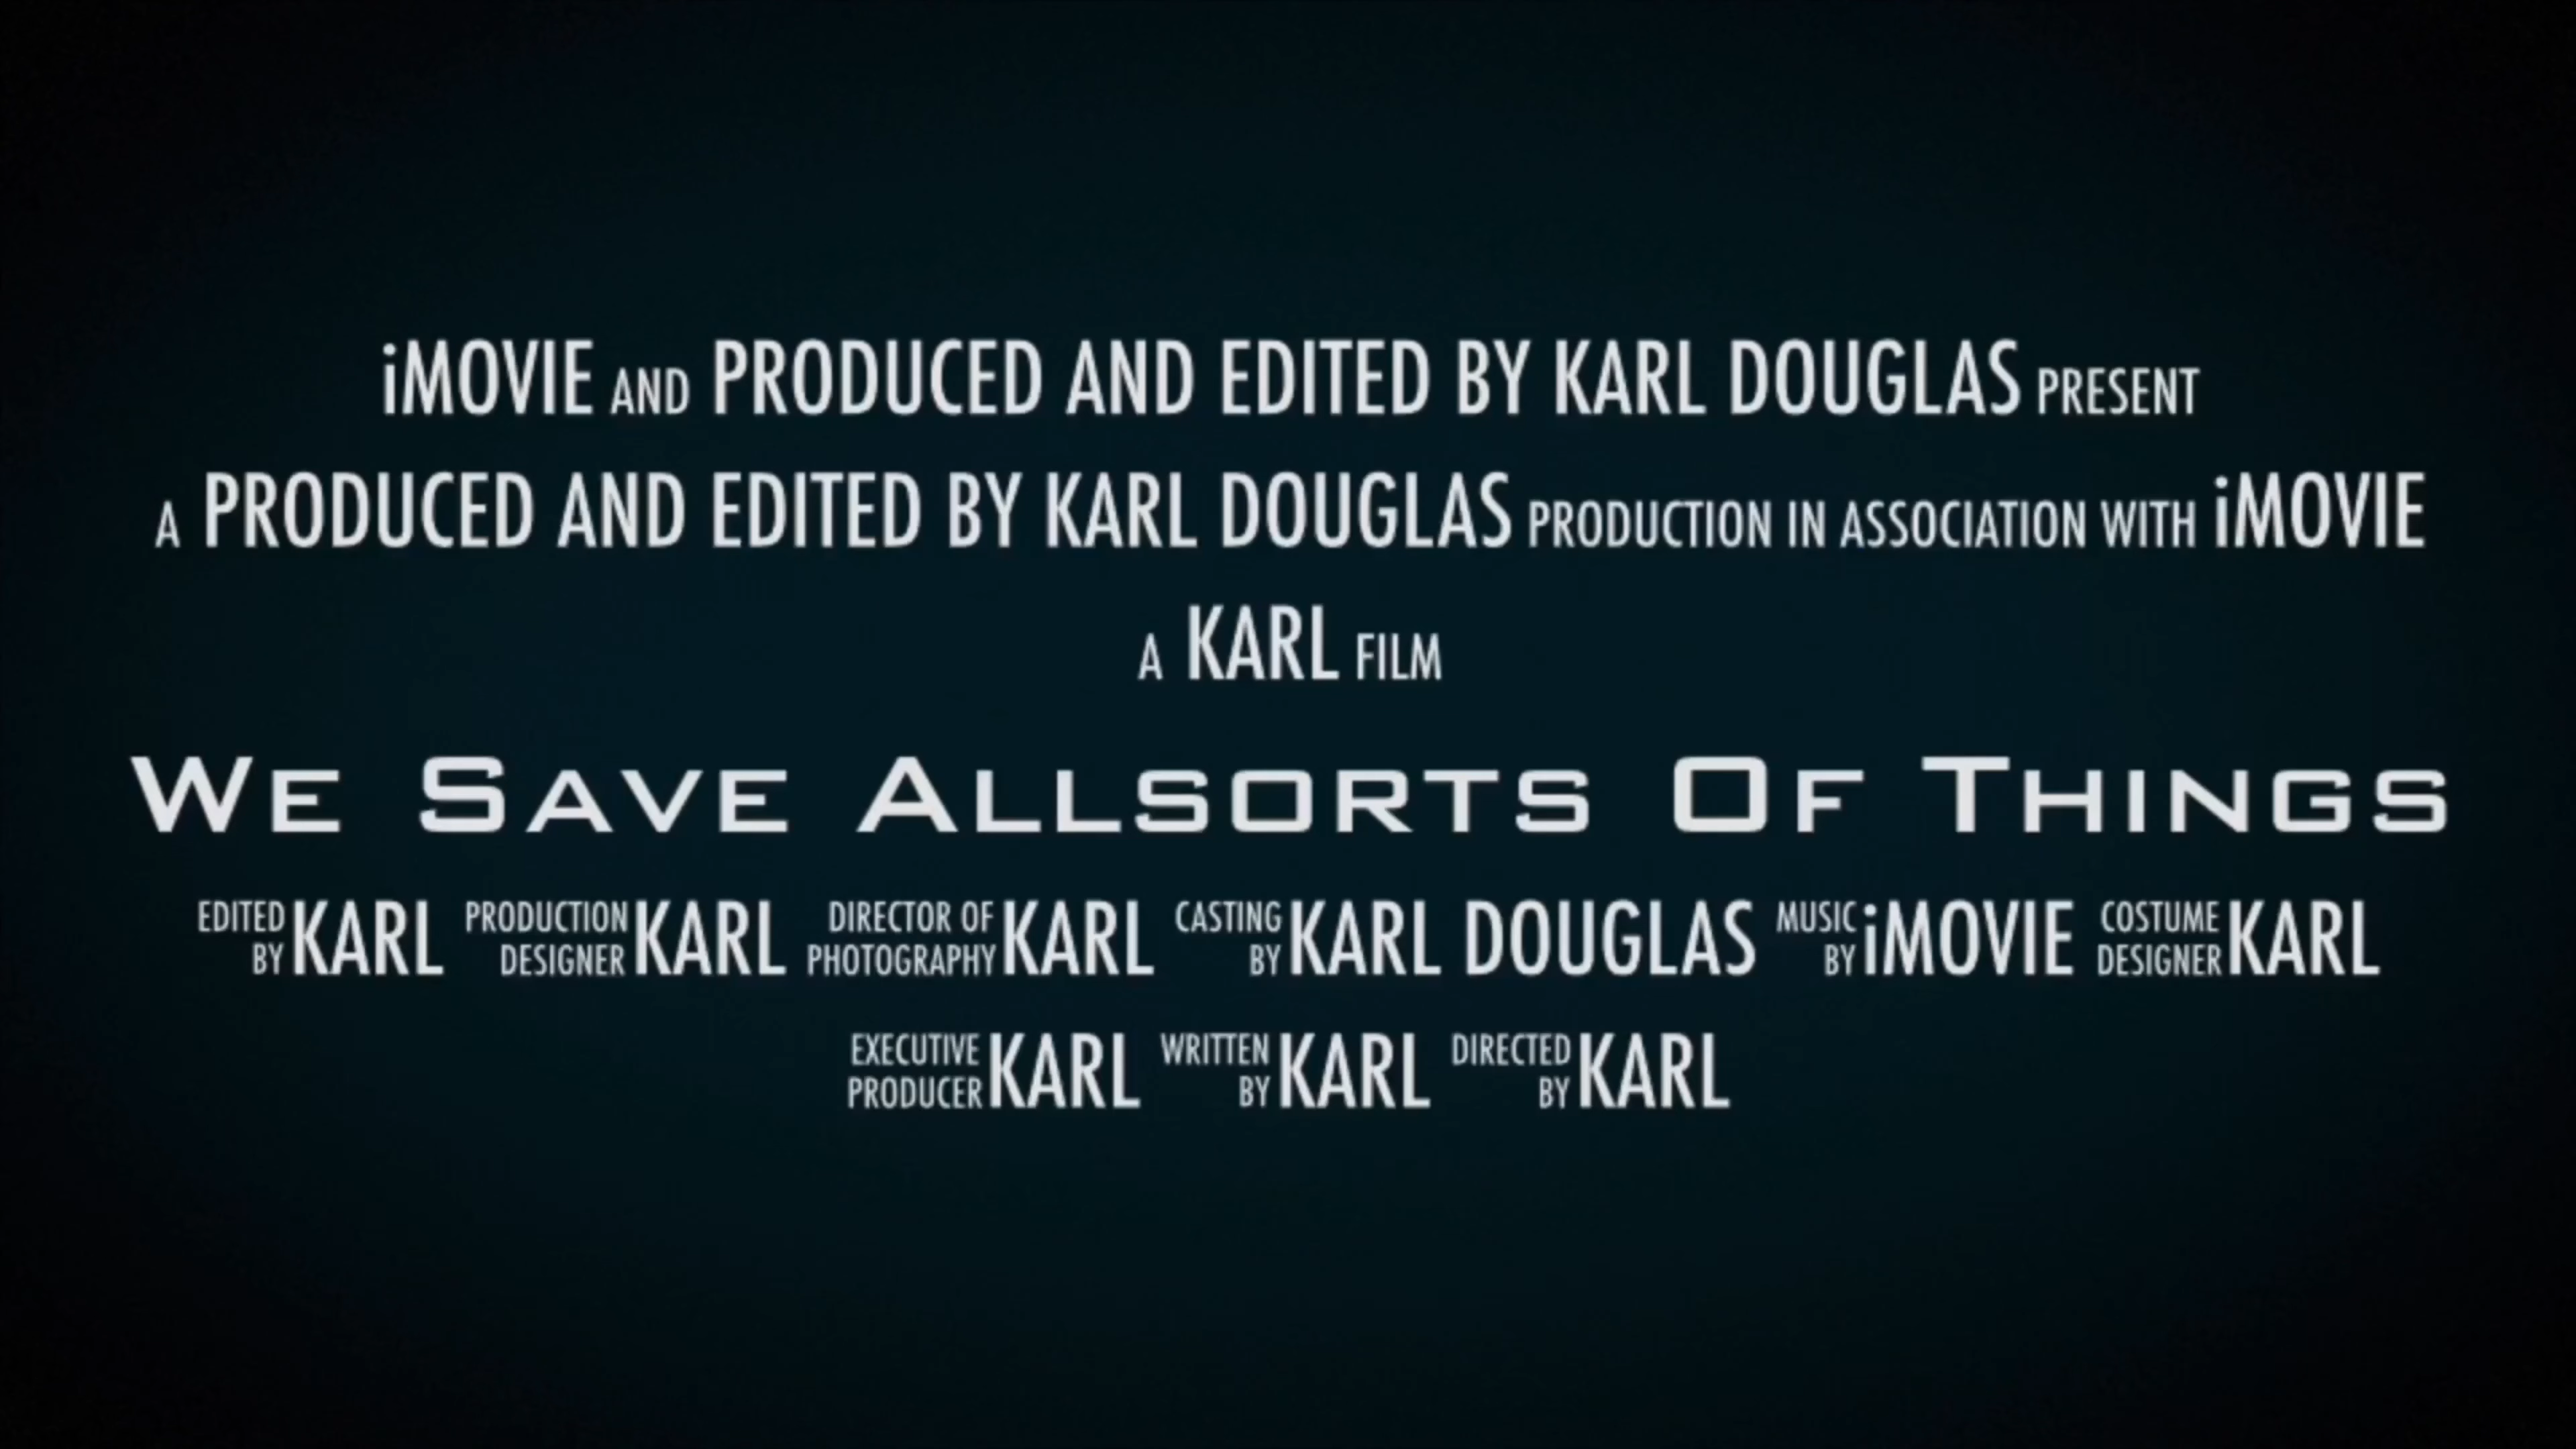 iMOVIE AND PRODUCED AND EDITED BY KARL DOUGLAS PRESENT
A PRODUCED AND EDITED BY KARL DOUGLAS PRODUCTION IN ASSOCIATION WITH iMOVIE
A KARL FILM
WE SAVE ALLSORTS OF THINGS
EDITED BY KARL PRODUCTION DESIGNER KARL DIRECTOR OF PHOTOGRAPHY KARL CASTING BY KARL DOUGLAS MUSIC BY iMOVIE COSTUME DESIGNER KARL
EXECUTIVE PRODUCER KARL WRITTEN BY KARL DIRECTED BY KARL